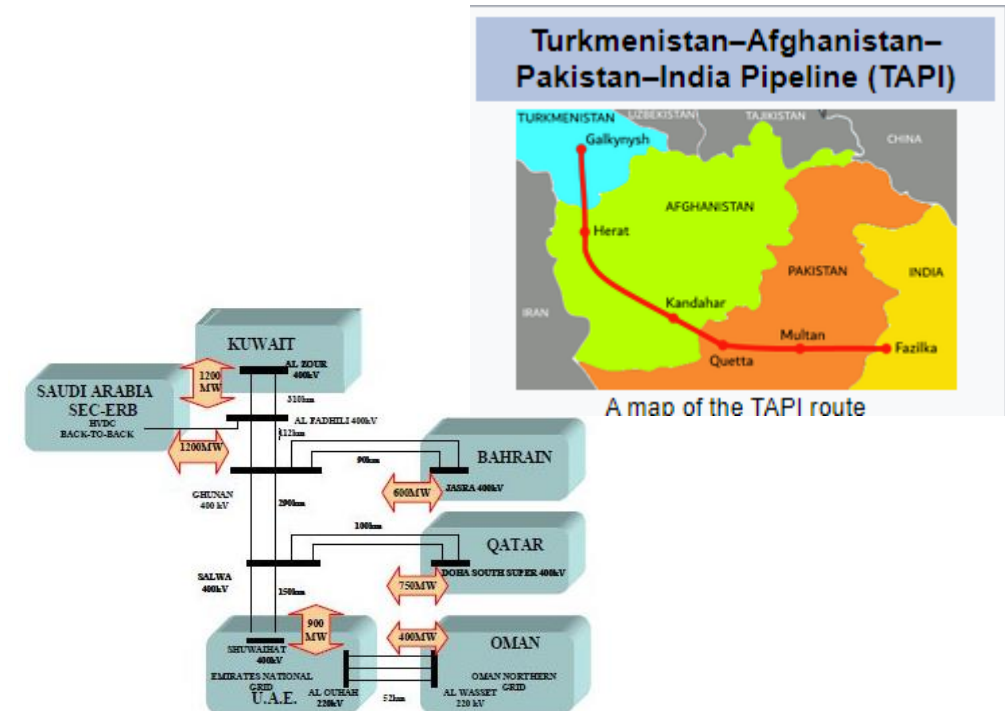 Turkmenistan–Afghanistan–
Pakistan–India Pipeline (TAPI)
TURKMENISTAN
UZBEKISTAN
TAJIKISTAN
CHINA
Galkynysh
AFGHANISTAN
Herat
PAKISTAN
INDIA
IRAN
Kandahar
Multan
Quetta
Fazilka
A map of the TAPI route
KUWAIT
AL ZOUR
400kV
1200
MW
310km
SAUDI ARABIA
SEC-ERB
HVDC
BACK-TO-BACK
AL FADHILI 400kV
112km
1200MW
90km
BAHRAIN
JASRA 400kV
600MW
GHUNAN
400 kV
290km
100km
QATAR
DOHA SOUTH SUPER 400kV
750MW
SALWA
400kV
150km
900
MW
400MW
OMAN
SHUWAIHAT
400kV
EMIRATES NATIONAL
GRID
U.A.E.
AL OUHAH
220kV
52km
OMAN NORTHERN
GRID
AL WASSET
220 kV